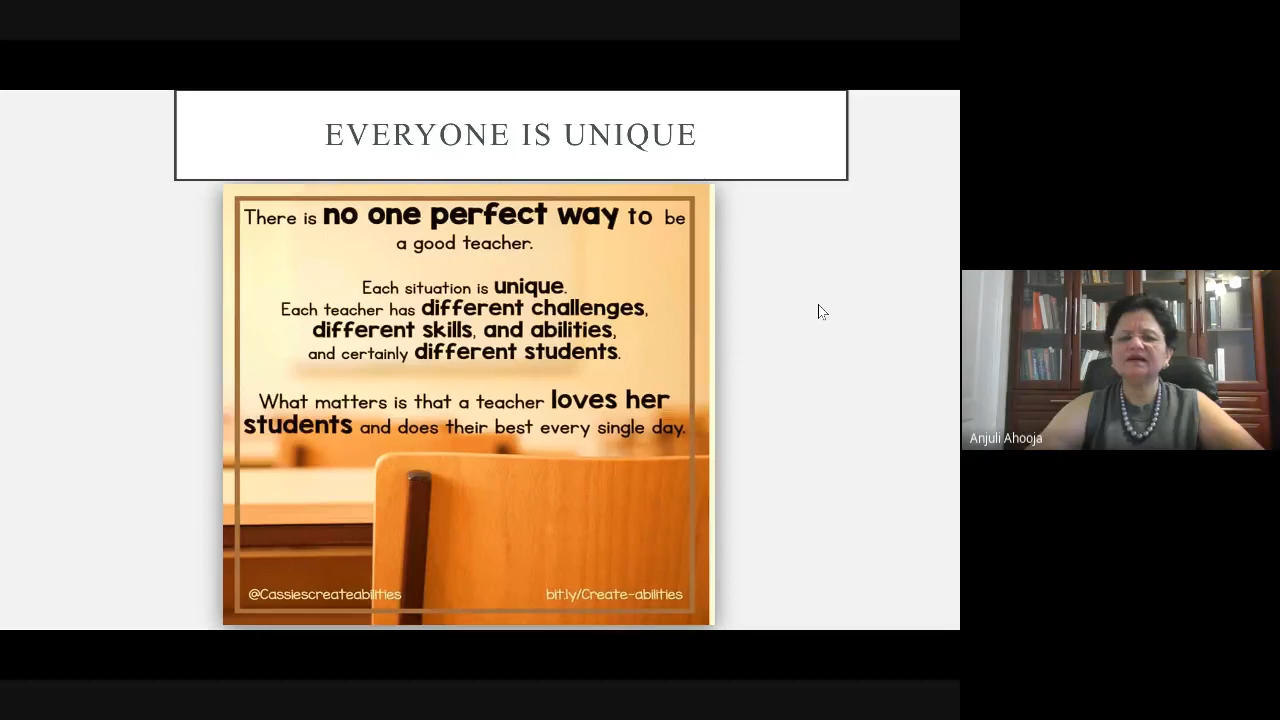 EVERYONE IS UNIQUE
There is no one perfect way to be
a good teacher.
Each situation is unique.
Each teacher has different challenges,
different skills, and abilities,
and certainly different students.
What matters is that a teacher loves her
students and does their best every single day.
@Cassiescreateabilities
bit.ly/Create-abilities
Anjuli Ahooja